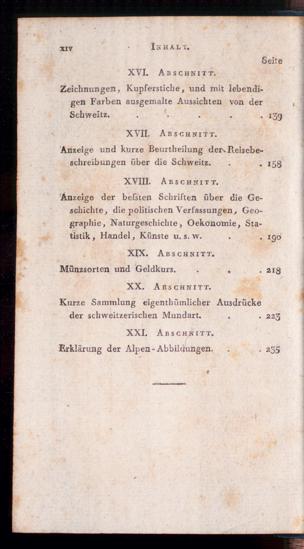 XIV INHALT.
Seite
XVI. ABSCHNITT.
Zeichnungen, Kupferstiche, und mit lebendi-
gen Farben ausgemalte Aussichten von der
Schweitz. . . . . . 139
XVII. ABSCHNITT.
Anzeige und kurze Beurtheilung der Reisebe-
schreibungen über die Schweitz. . . 158
XVIII. ABSCHNITT.
Anzeige der beſsten Schriften über die Ge-
schichte, die politischen Verfassungen, Geo-
graphie, Naturgeschichte, Oekonomie, Sta-
tistik, Handel, Künste u. s. w. . . 190
XIX. ABSCHNITT.
Münzsorten und Geldkurs. . . . 218
XX. ABSCHNITT.
Kurze Sammlung eigenthümlicher Ausdrücke
der schweitzerischen Mundart. . . 223
XXI. ABSCHNITT.
Erklärung der Alpen-Abbildungen. . . 235